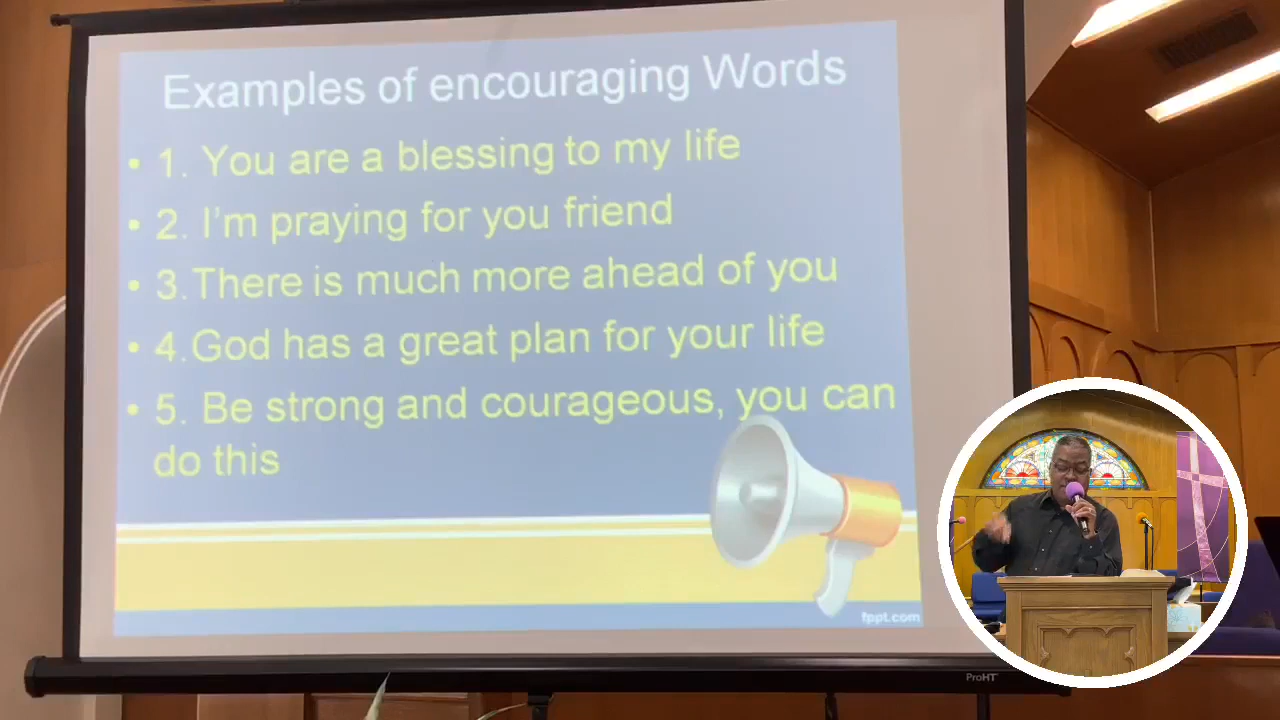 Examples of encouraging Words
• 1. You are a blessing to my life
• 2. I'm praying for you friend
• 3.There is much more ahead of you
• 4.God has a great plan for your life
• 5. Be strong and courageous, you can
do this
fppt.com
ProHT